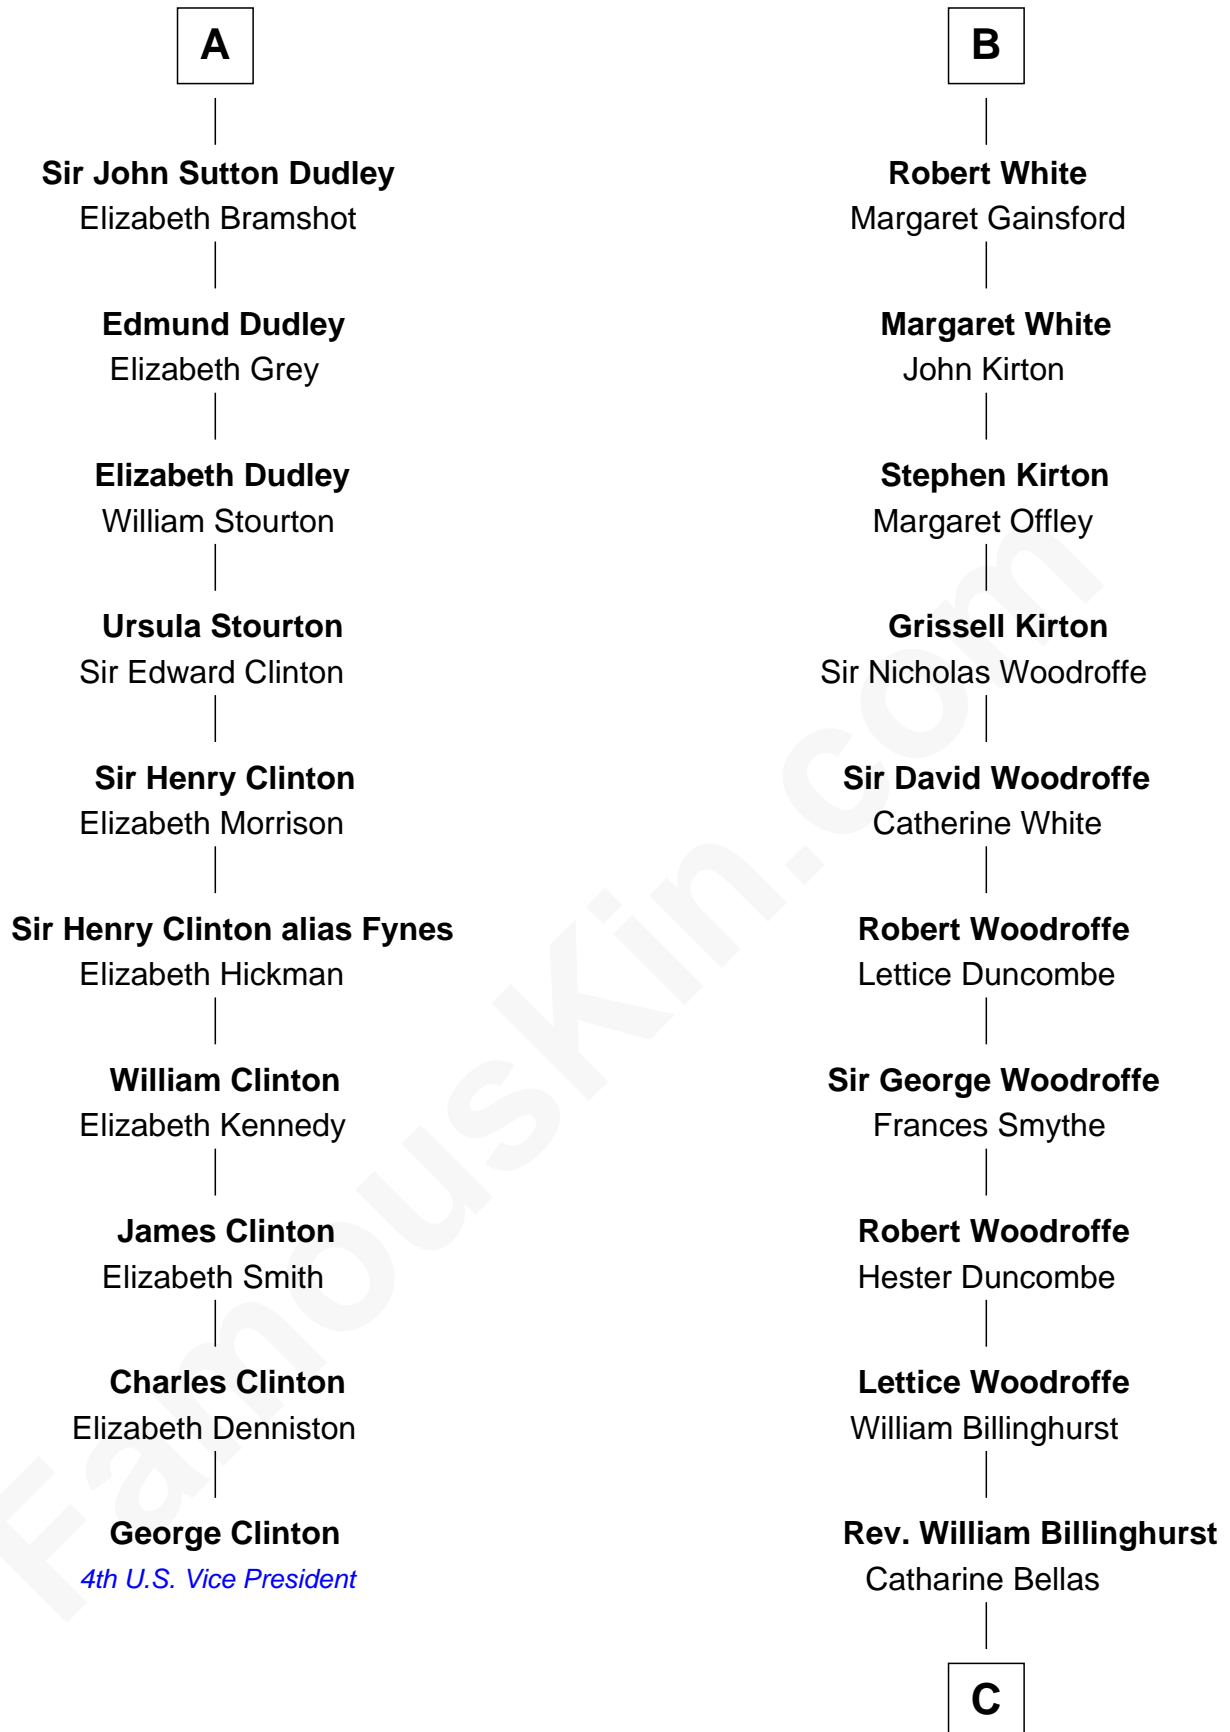 A
Sir John Sutton Dudley
Elizabeth Bramshot
Edmund Dudley
Elizabeth Grey
Elizabeth Dudley
William Stourton
Ursula Stourton
Sir Edward Clinton
Sir Henry Clinton
Elizabeth Morrison
Sir Henry Clinton alias Fynes
Elizabeth Hickman
William Clinton
Elizabeth Kennedy
James Clinton
Elizabeth Smith
Charles Clinton
Elizabeth Denniston
George Clinton
4th U.S. Vice President
B
Robert White
Margaret Gainsford
Margaret White
John Kirton
Stephen Kirton
Margaret Offley
Grissell Kirton
Sir Nicholas Woodroffe
Sir David Woodroffe
Catherine White
Robert Woodroffe
Lettice Duncombe
Sir George Woodroffe
Frances Smythe
Robert Woodroffe
Hester Duncombe
Lettice Woodroffe
William Billinghurst
Rev. William Billinghurst
Catharine Bellas
C
FamousKin.com